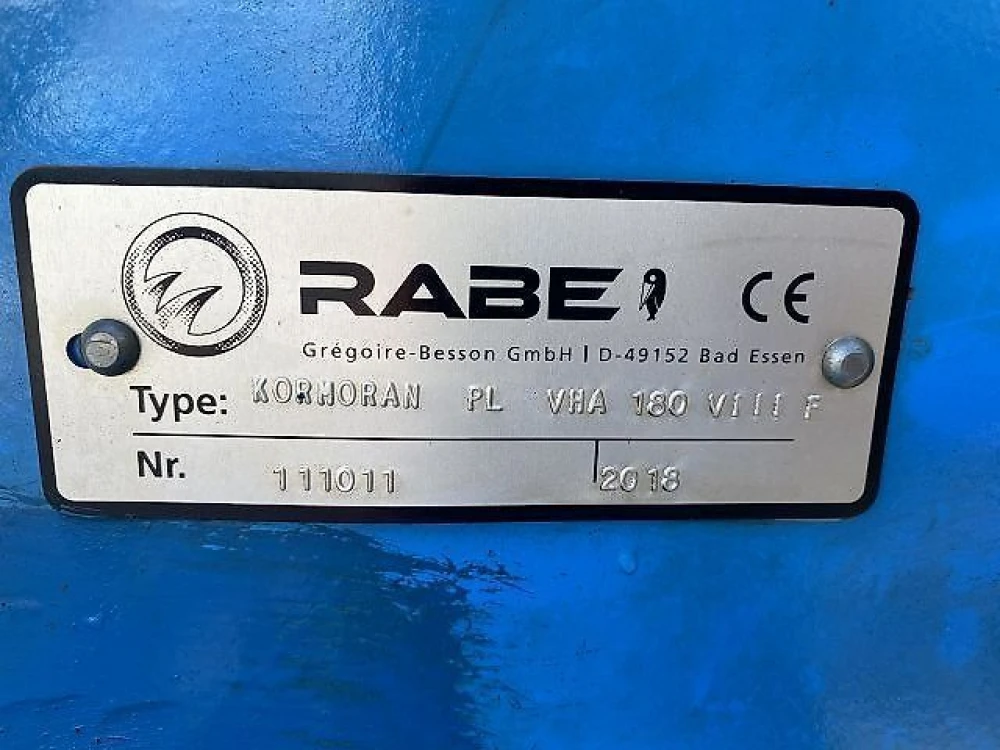 RABE CE
Grégoire-Besson GmbH | D-49152 Bad Essen
Type: KORMORAN PL VHA 180 VIII F
Nr. 111011 2018